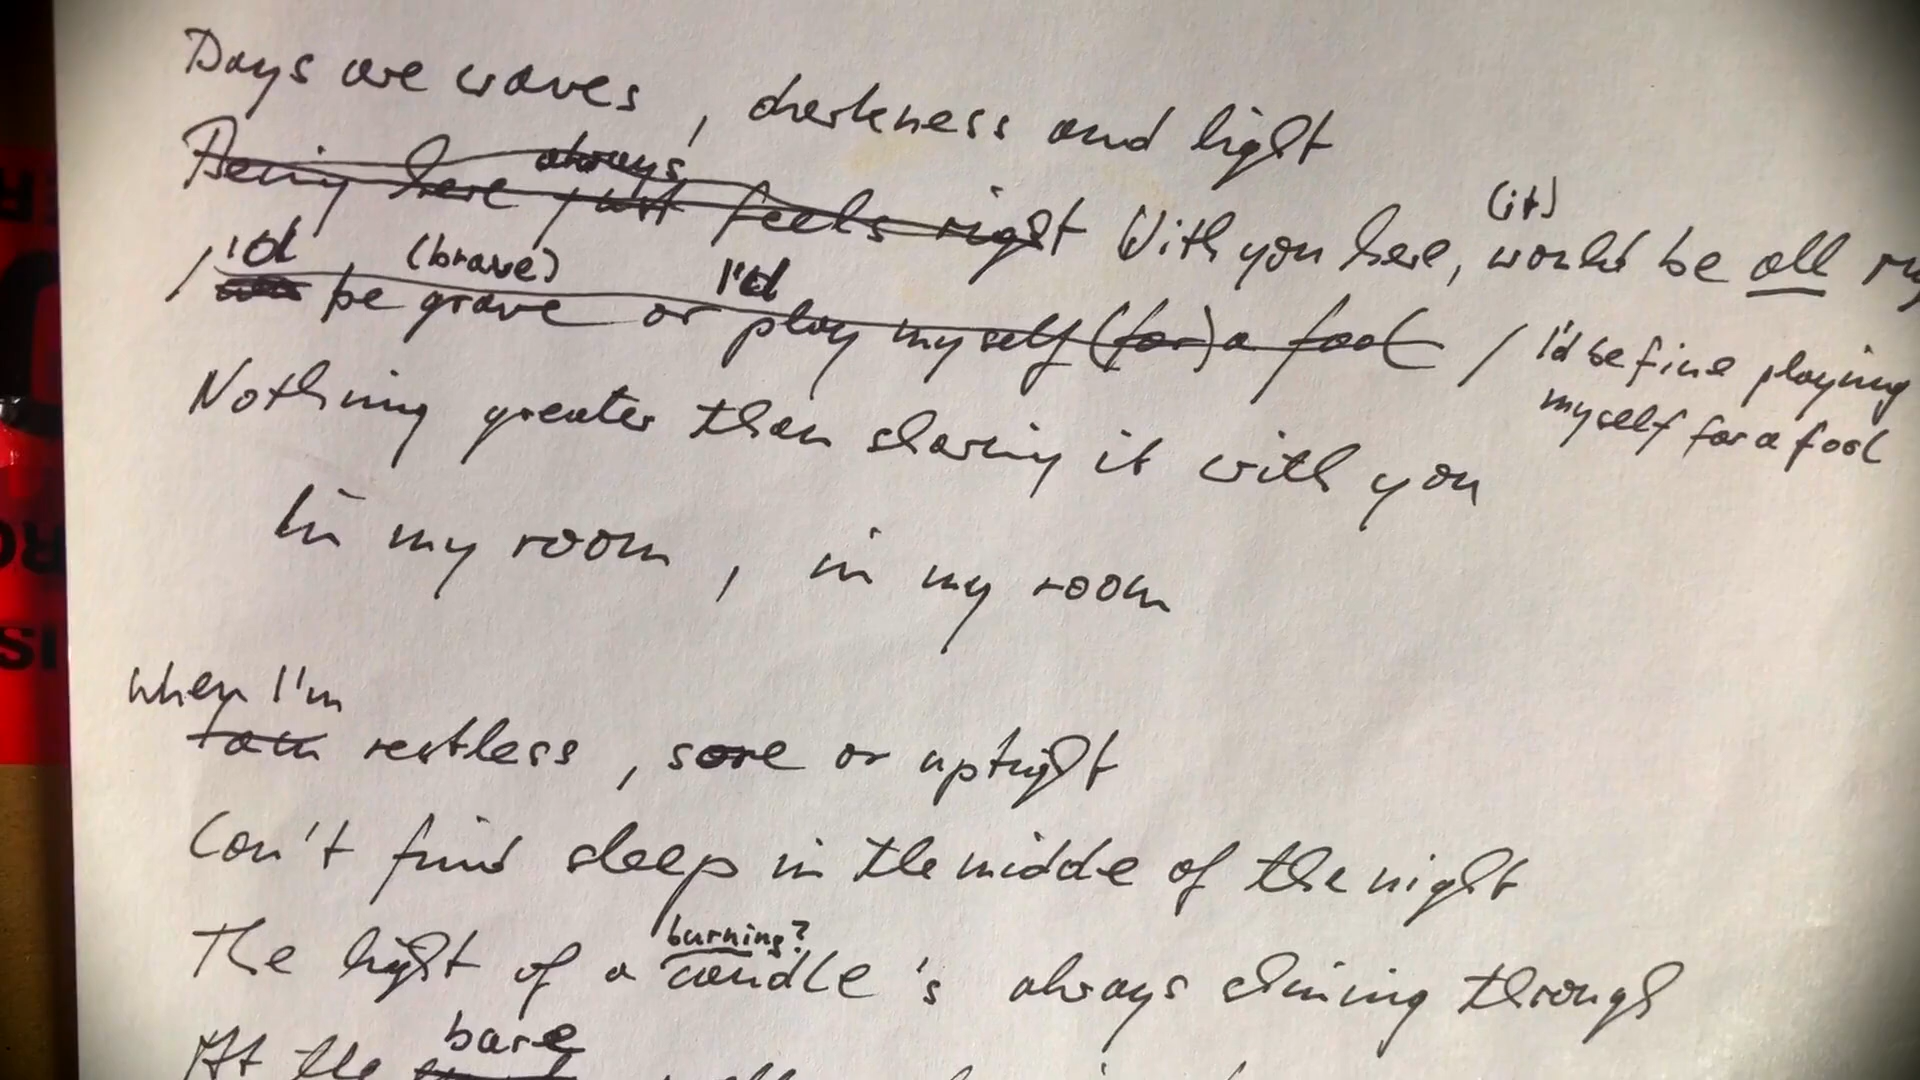 Days are waves, darkness and light
always
Being here just feels right With you here, (it) would be all
I'd (brave) I'd
/ be grave or play myself (for) a fool / I'd be fine playing
myself for a fool
Nothing greater than sharing it with you
In my room, in my room
When I'm
am restless, sore or uptight
Can't find sleep in the middle of the night
burning?
The light of a candle's always shining through
bare
At the